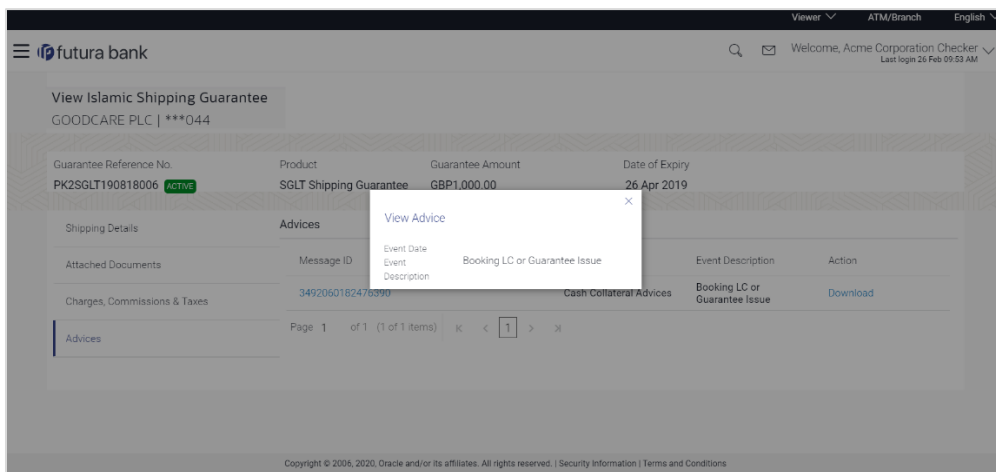 Viewer ATM/Branch English
futura bank
Welcome, Acme Corporation Checker
Last login 26 Feb 09:53 AM
View Islamic Shipping Guarantee
GOODCARE PLC | ***044
Guarantee Reference No. Product Guarantee Amount Date of Expiry
PK2SGLT190818006 ACTIVE SGLT Shipping Guarantee GBP1,000.00 26 Apr 2019
Shipping Details
Attached Documents
Charges, Commissions & Taxes
Advices
Advices
View Advice
Event Date
Event Description Booking LC or Guarantee Issue
Message ID Event Description Action
3492060182476390 Cash Collateral Advices Booking LC or Guarantee Issue Download
Page 1 of 1 (1 of 1 items) 1
Copyright © 2006, 2020, Oracle and/or its affiliates. All rights reserved. | Security Information | Terms and Conditions